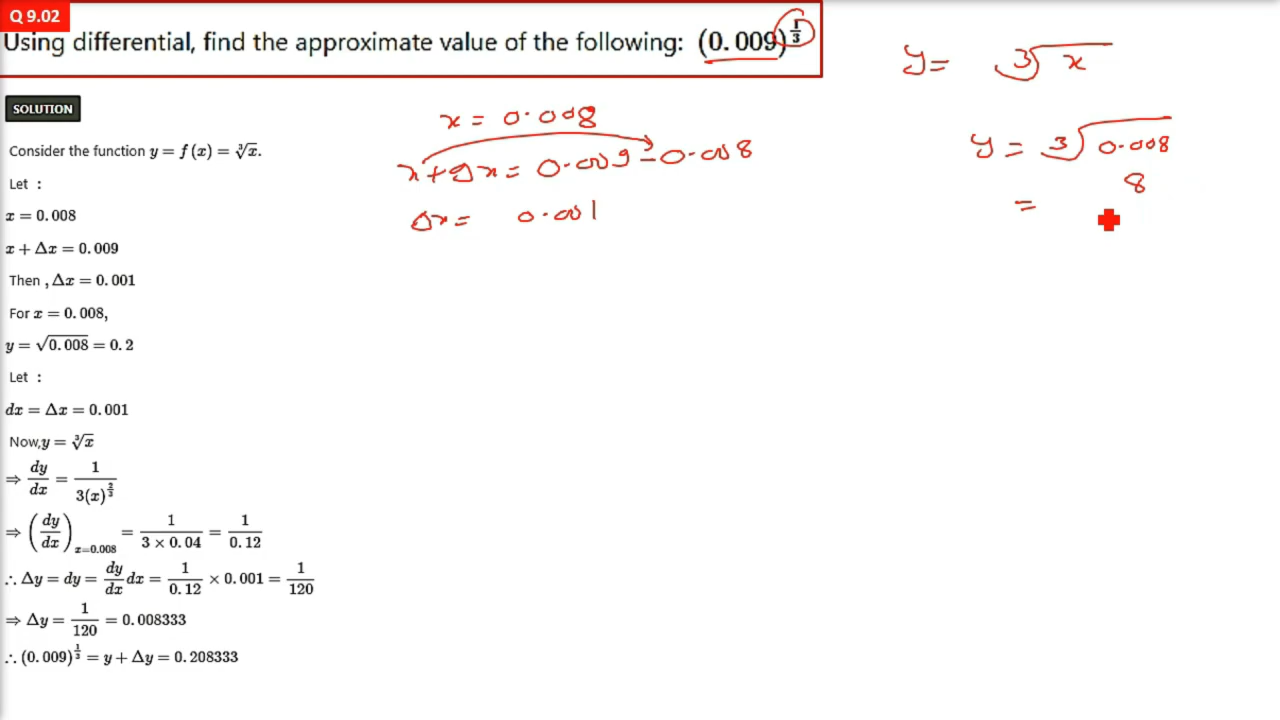 Q 9.02
Using differential, find the approximate value of the following: (0.009)^{1/3}
SOLUTION
Consider the function y = f(x) = ∛x.
Let :
x = 0.008
x + Δx = 0.009
Then , Δx = 0.001
For x = 0.008,
y = √0.008 = 0.2
Let :
dx = Δx = 0.001
Now,y = ∛x
⇒ dy/dx = 1/(3(x)^{2/3})
⇒ (dy/dx)_{x=0.008} = 1/(3 × 0.04) = 1/0.12
∴ Δy = dy = dy/dx dx = 1/0.12 × 0.001 = 1/120
⇒ Δy = 1/120 = 0.008333
∴ (0.009)^{1/3} = y + Δy = 0.208333
x = 0.008
x + Δx = 0.009 - 0.008
Δx = 0.001
y = ∛x
y = ∛0.008
= 8